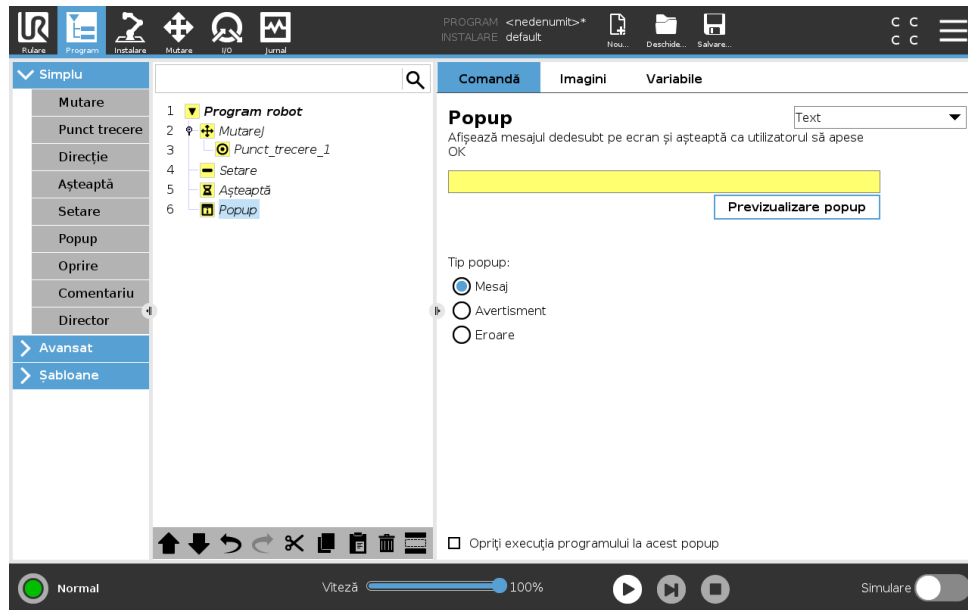 PROGRAM <nedenumit>*
INSTALARE default
Rulare Program Instalare Mutare I/O Jurnal Nou... Deschide... Salvare...
C C
C C
Simplu
Mutare
Punct trecere
Direcție
Așteaptă
Setare
Popup
Oprire
Comentariu
Director
Avansat
Șabloane
1 Program robot
2 MutareJ
3 Punct_trecere_1
4 Setare
5 Așteaptă
6 Popup
Comandă Imagini Variabile
Popup
Text
Afișează mesajul dedesubt pe ecran și așteaptă ca utilizatorul să apese
OK
Previzualizare popup
Tip popup:
Mesaj
Avertisment
Eroare
Opriți execuția programului la acest popup
Normal
Viteză 100%
Simulare